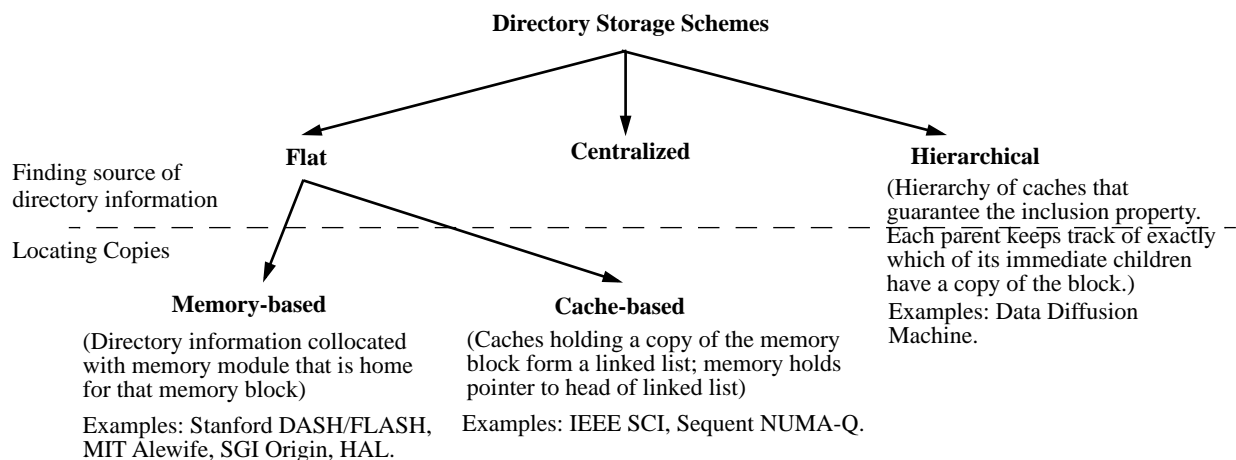 Directory Storage Schemes
Flat
Centralized
Hierarchical
Finding source of
directory information
(Hierarchy of caches that
guarantee the inclusion property.
Each parent keeps track of exactly
which of its immediate children
have a copy of the block.)
Examples: Data Diffusion
Machine.
Locating Copies
Memory-based
(Directory information collocated
with memory module that is home
for that memory block)
Examples: Stanford DASH/FLASH,
MIT Alewife, SGI Origin, HAL.
Cache-based
(Caches holding a copy of the memory
block form a linked list; memory holds
pointer to head of linked list)
Examples: IEEE SCI, Sequent NUMA-Q.